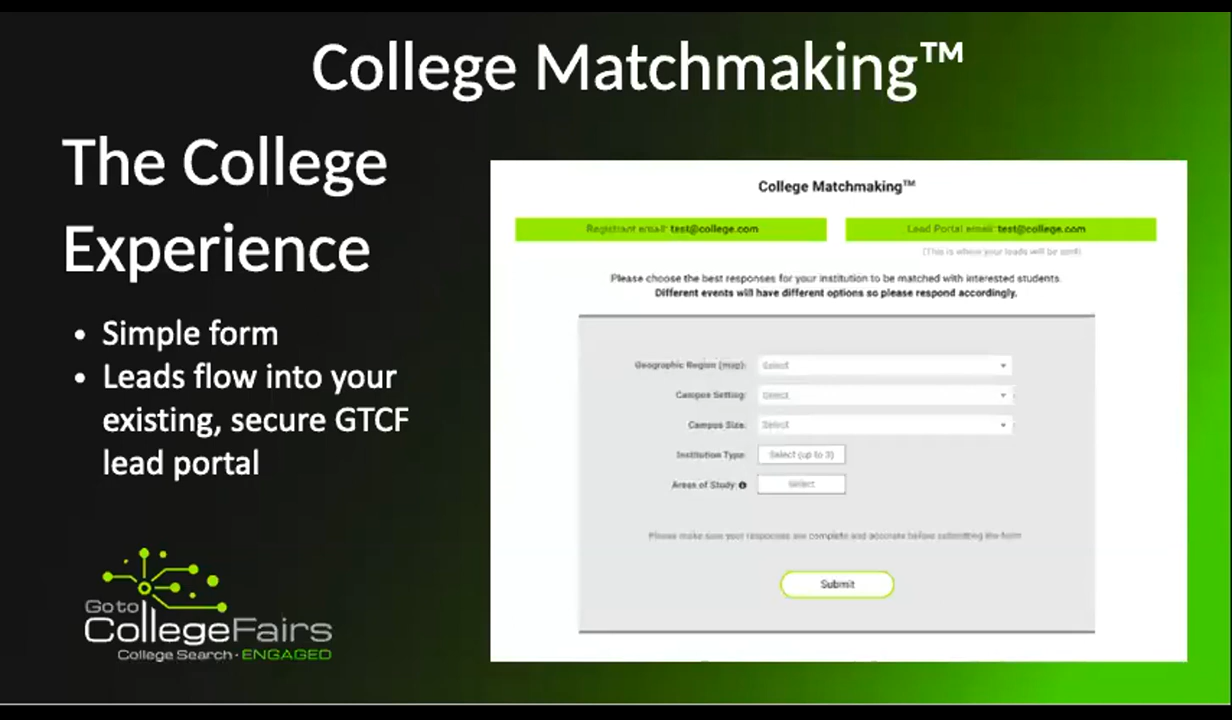 College Matchmaking™
The College
Experience
• Simple form
• Leads flow into your
existing, secure GTCF
lead portal
Go to
CollegeFairs
College Search - ENGAGED
College Matchmaking™
Registrant email: test@college.com
Lead Portal email: test@college.com
(This is where your leads will be sent)
Please choose the best responses for your institution to be matched with interested students.
Different events will have different options so please respond accordingly.
Geographic Region (map): Select
Campus Setting: Select
Campus Size: Select
Institution Type: Select (up to 3)
Areas of Study: Select
Please make sure your responses are complete and accurate before submitting the form
Submit